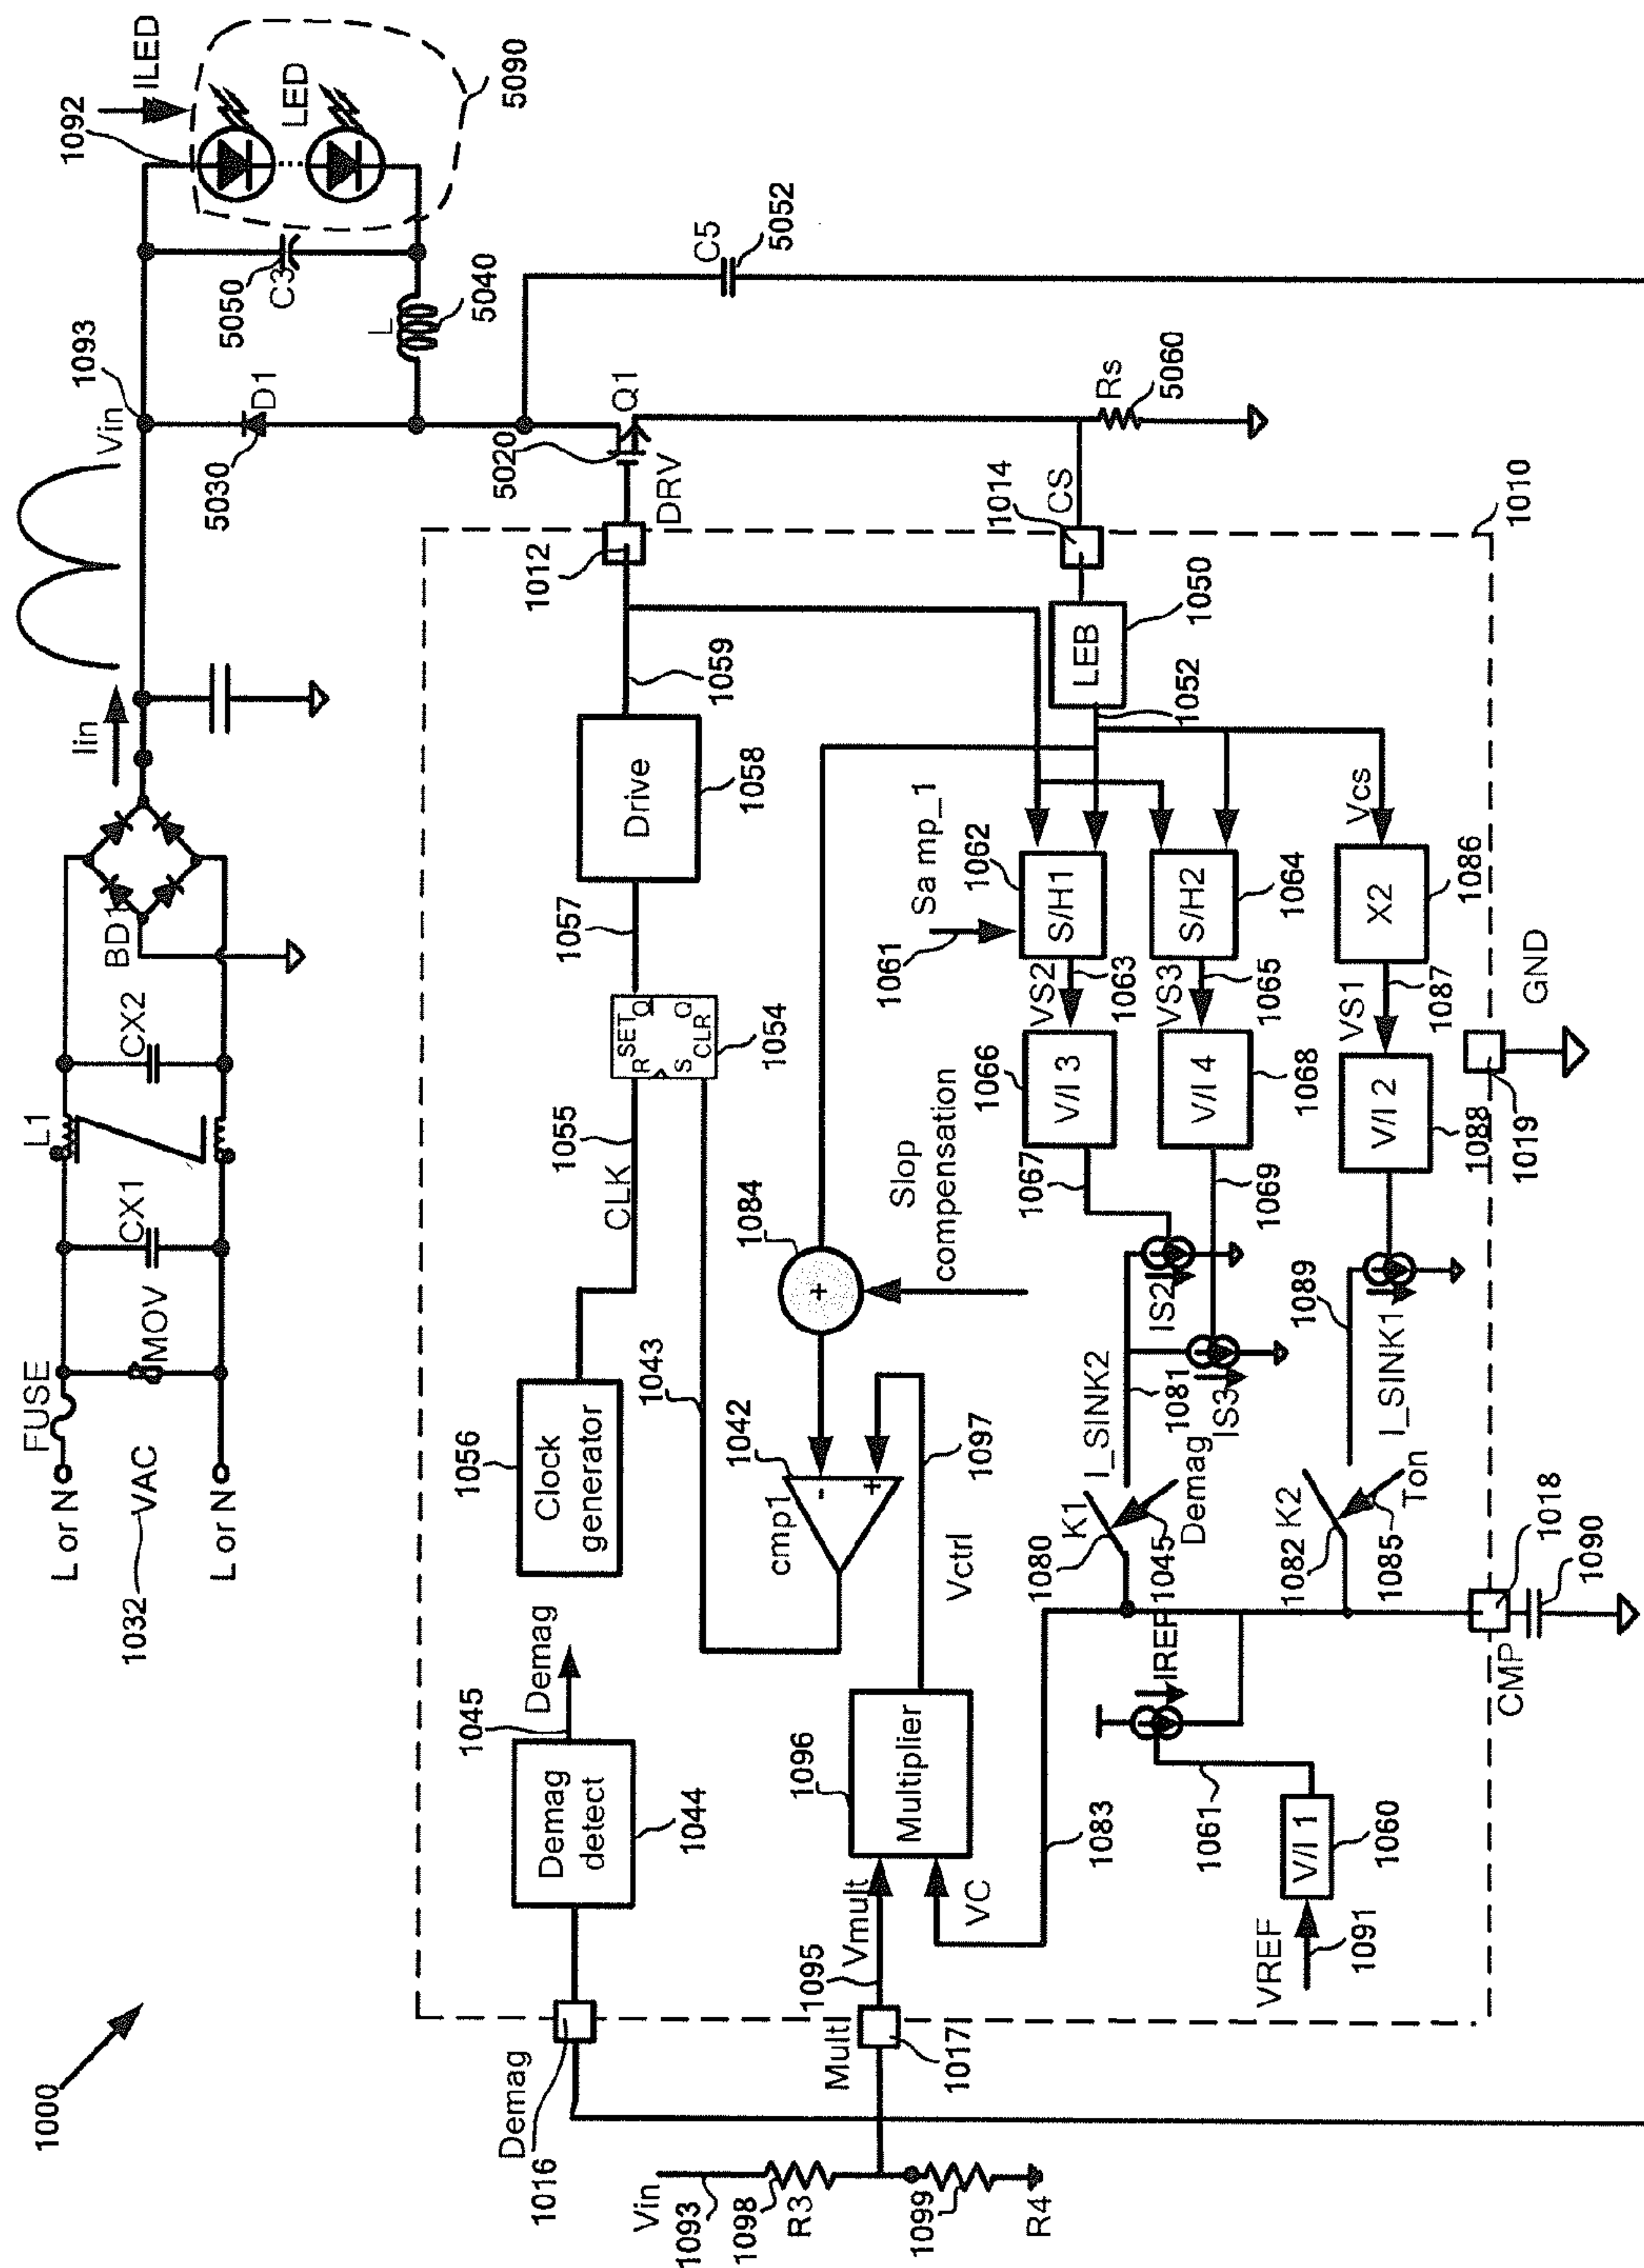 1000
L or N
FUSE
VAC
1032
L or N
MOV
CX1
L1
CX2
BD1
Iin
Vin
1093
D1
5030
C3
5050
L
5040
1092
ILED
LED
5090
C5
5052
Q1
5020
DRV
1012
Rs
5060
CS
1014
1010
Demag
1016
Demag
detect
1044
1045
Demag
Clock
generator
1056
CLK
1055
R
SET
Q
S
CLR
Q
1054
1057
Drive
1058
1059
1043
cmp1
1042
-
+
+
1084
Slop
compensation
LEB
1050
1052
Sa mp_1
1061
S/H1
1062
S/H2
1064
X2
1086
Vcs
VS2
1063
VS3
1065
VS1
1087
V/I 3
1066
V/I 4
1068
V/I 2
1088
1067
1069
IS2
IS3
I_SINK2
1081
I_SINK1
1089
K1
1080
1045
Demag
K2
1082
1085
Ton
Vin
1093
1098
R3
1099
R4
Multi
1017
1095
Vmult
VC
Multiplier
1096
Vctrl
1097
1083
IREF
1061
V/I 1
1060
VREF
1091
CMP
1018
1090
1019
GND